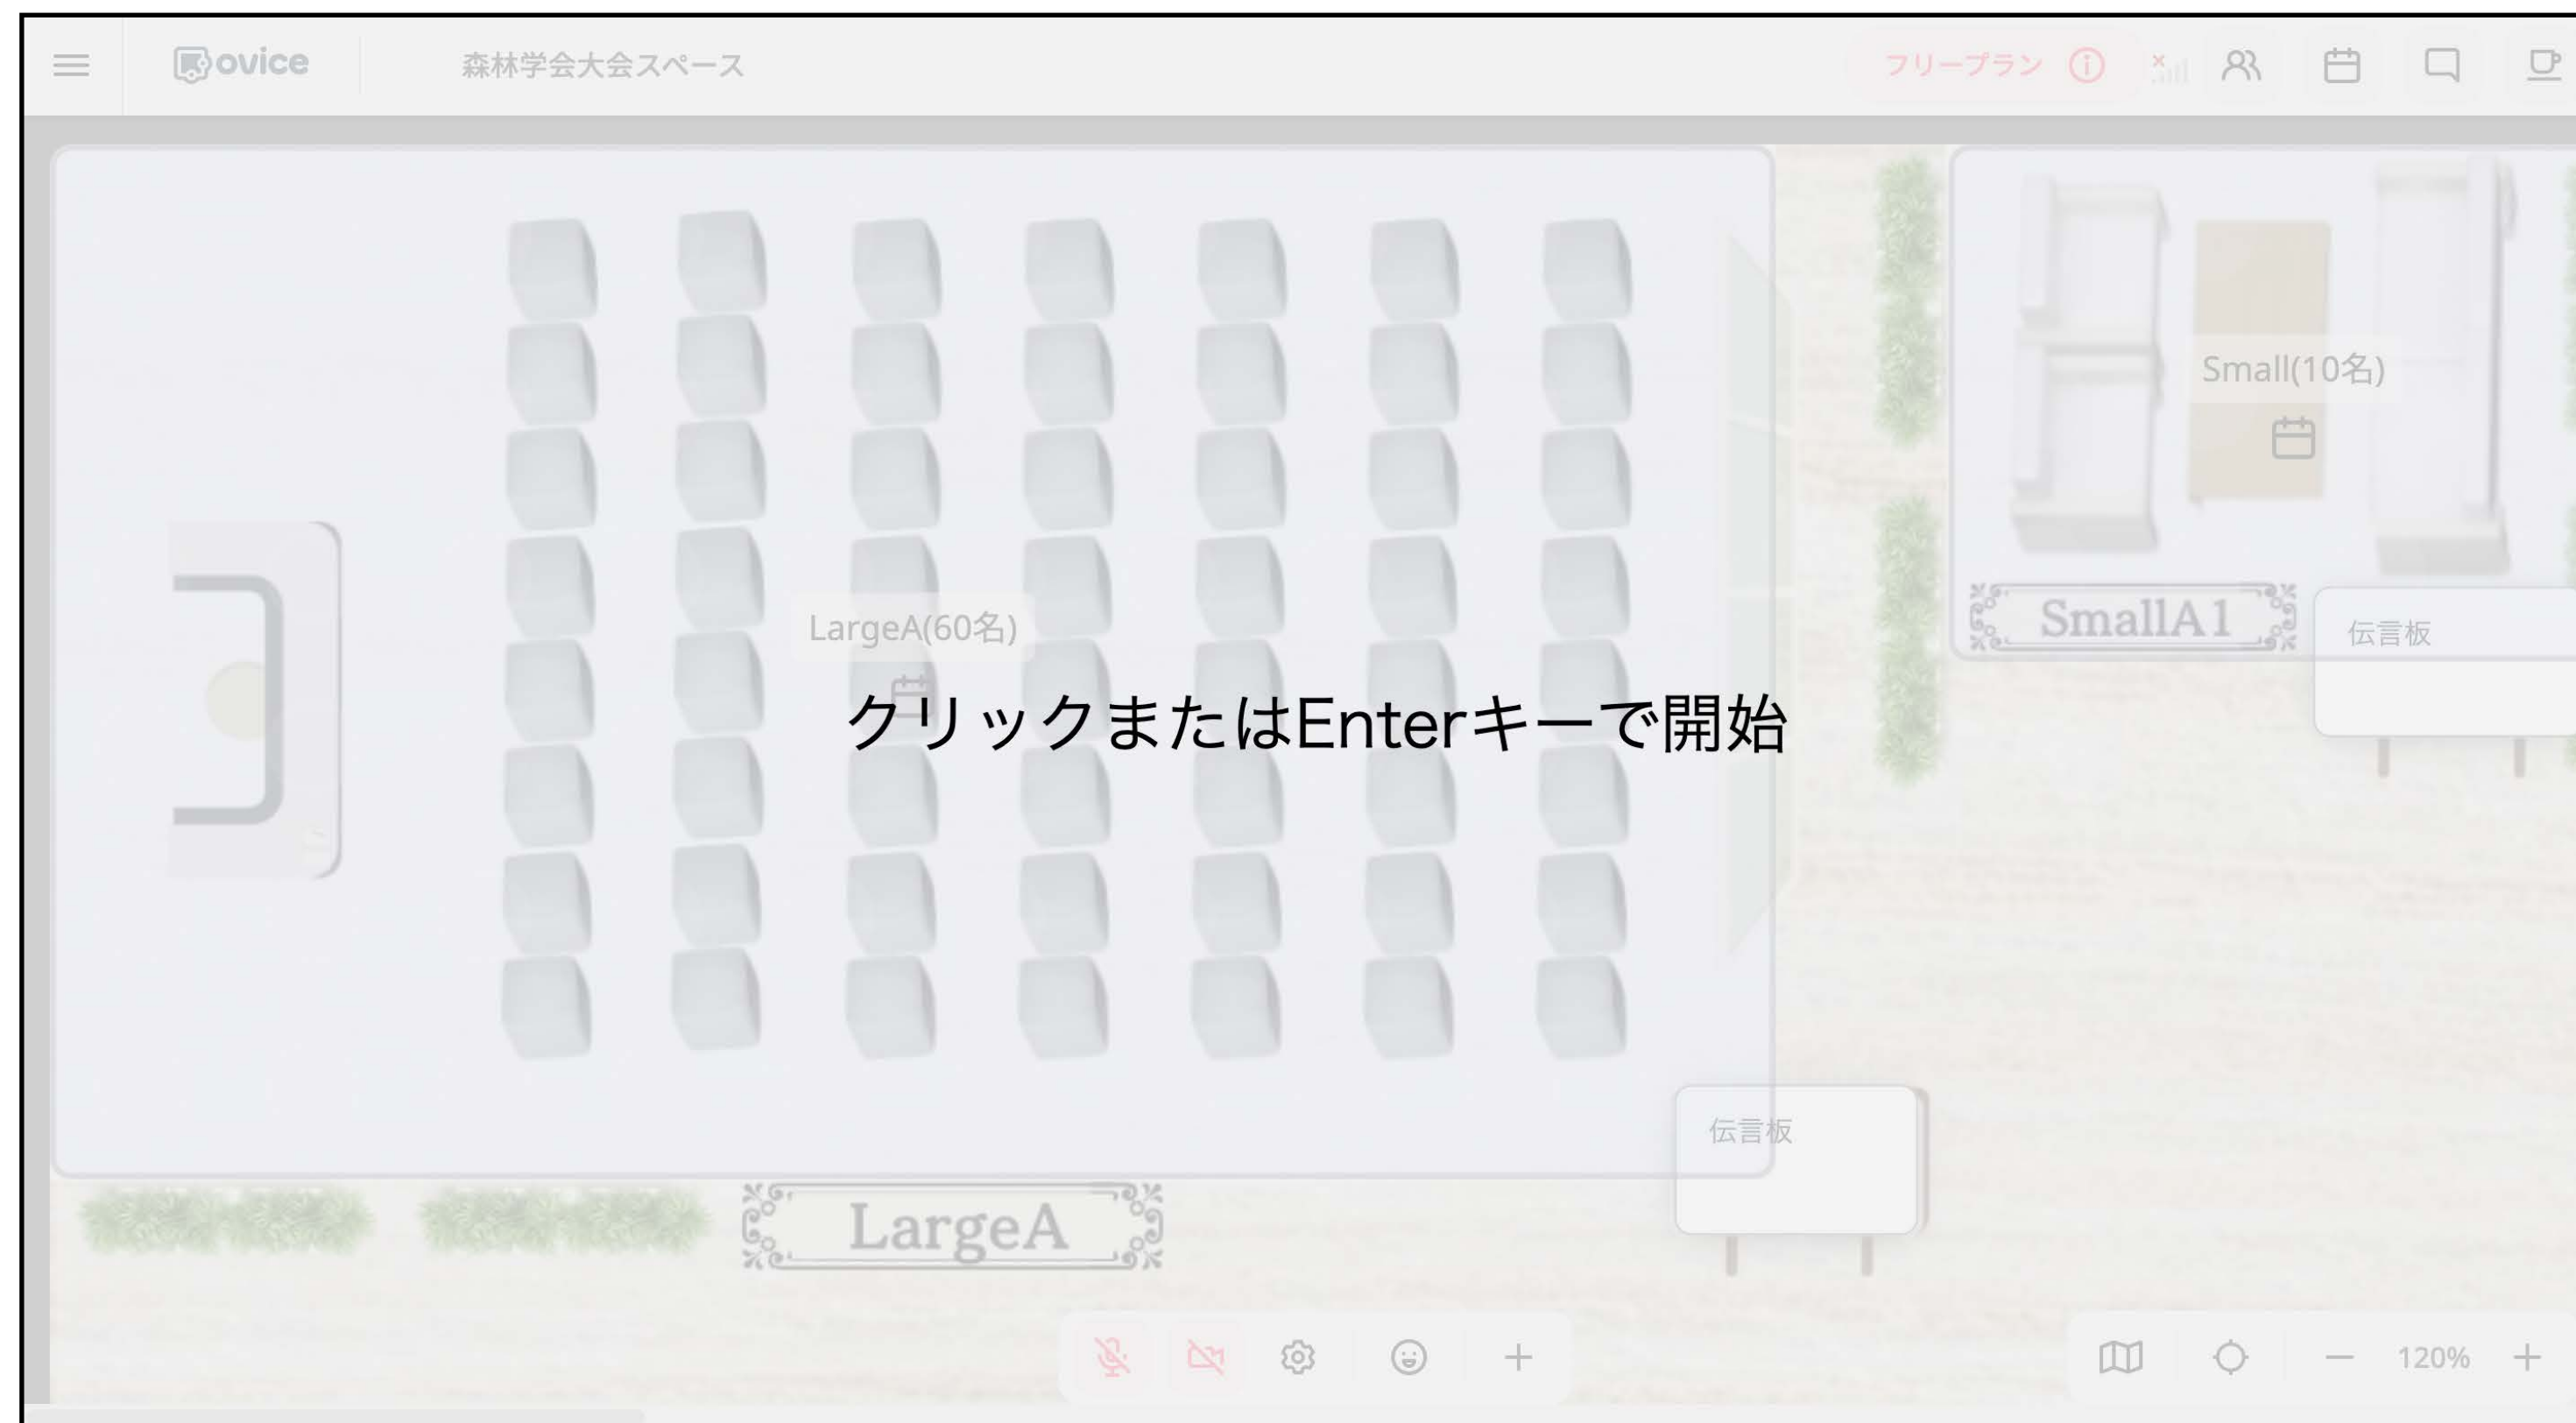 ovice
森林学会大会スペース
フリープラン
Small(10名)
SmallA1
伝言板
LargeA(60名)
クリックまたはEnterキーで開始
伝言板
LargeA
120%